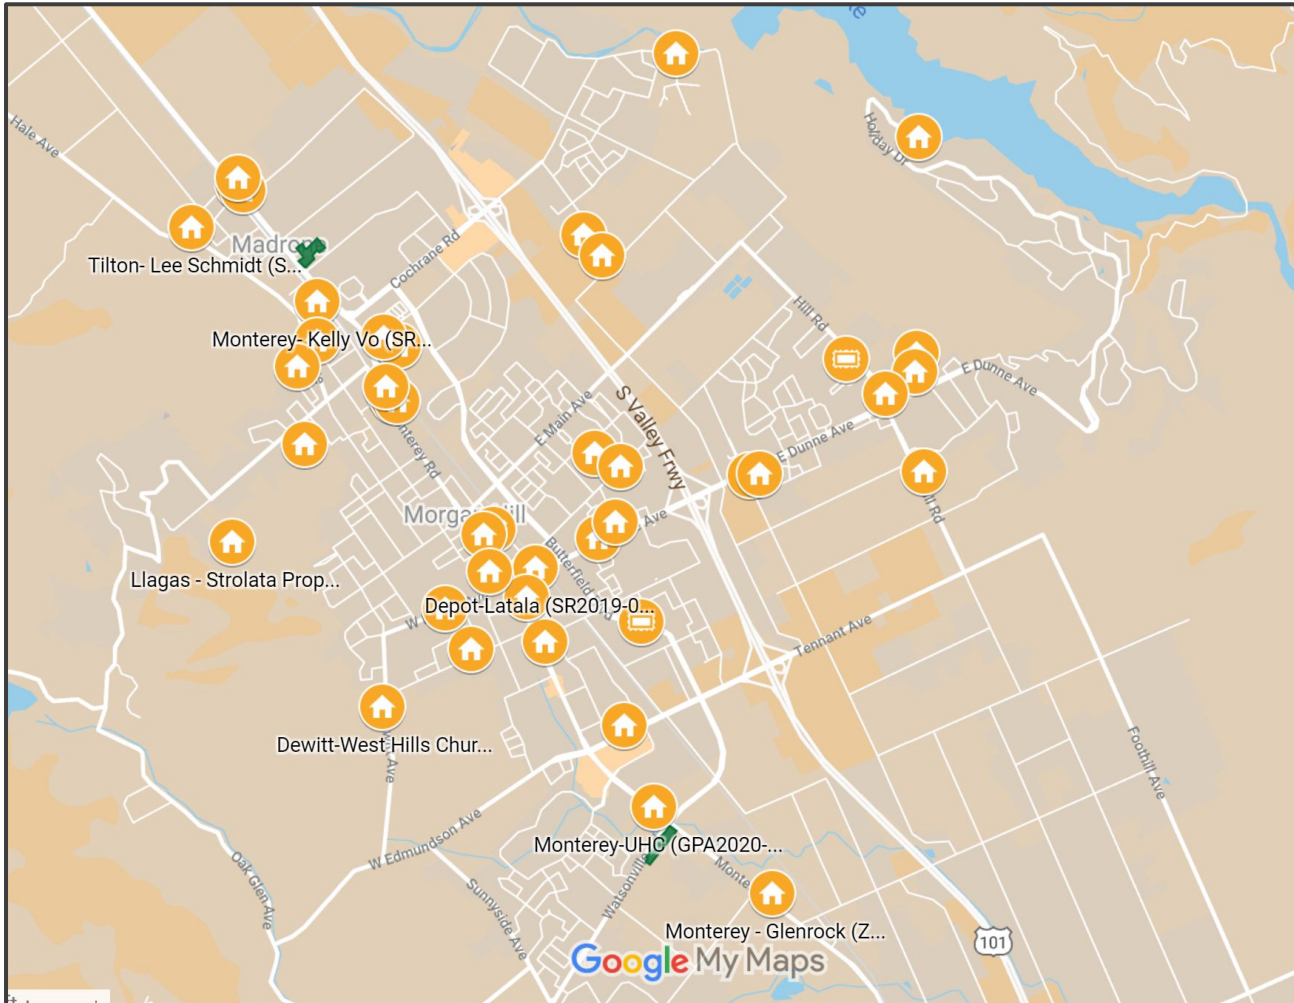 Hale Ave
Holiday Dr
Madrone
Cochrane Rd
Tilton- Lee Schmidt (S...
Hill Rd
Monterey- Kelly Vo (SR...
E Dunne Ave
S Valley Frwy
E Main Ave
E Dunne Ave
Monterey Rd
Hill Rd
Morgan Hill
Ave
Butterfield
Llagas - Strolata Prop...
Depot-Latala (SR2019-0...
W
Tennant Ave
Dewitt-West Hills Chur...
Ave
Foothill Ave
W Edmundson Ave
Monterey-UHC (GPA2020-...
Oak Glen Ave
Sunnyside Ave
Watsonville
Monte
Monterey - Glenrock (Z...
101
Google My Maps